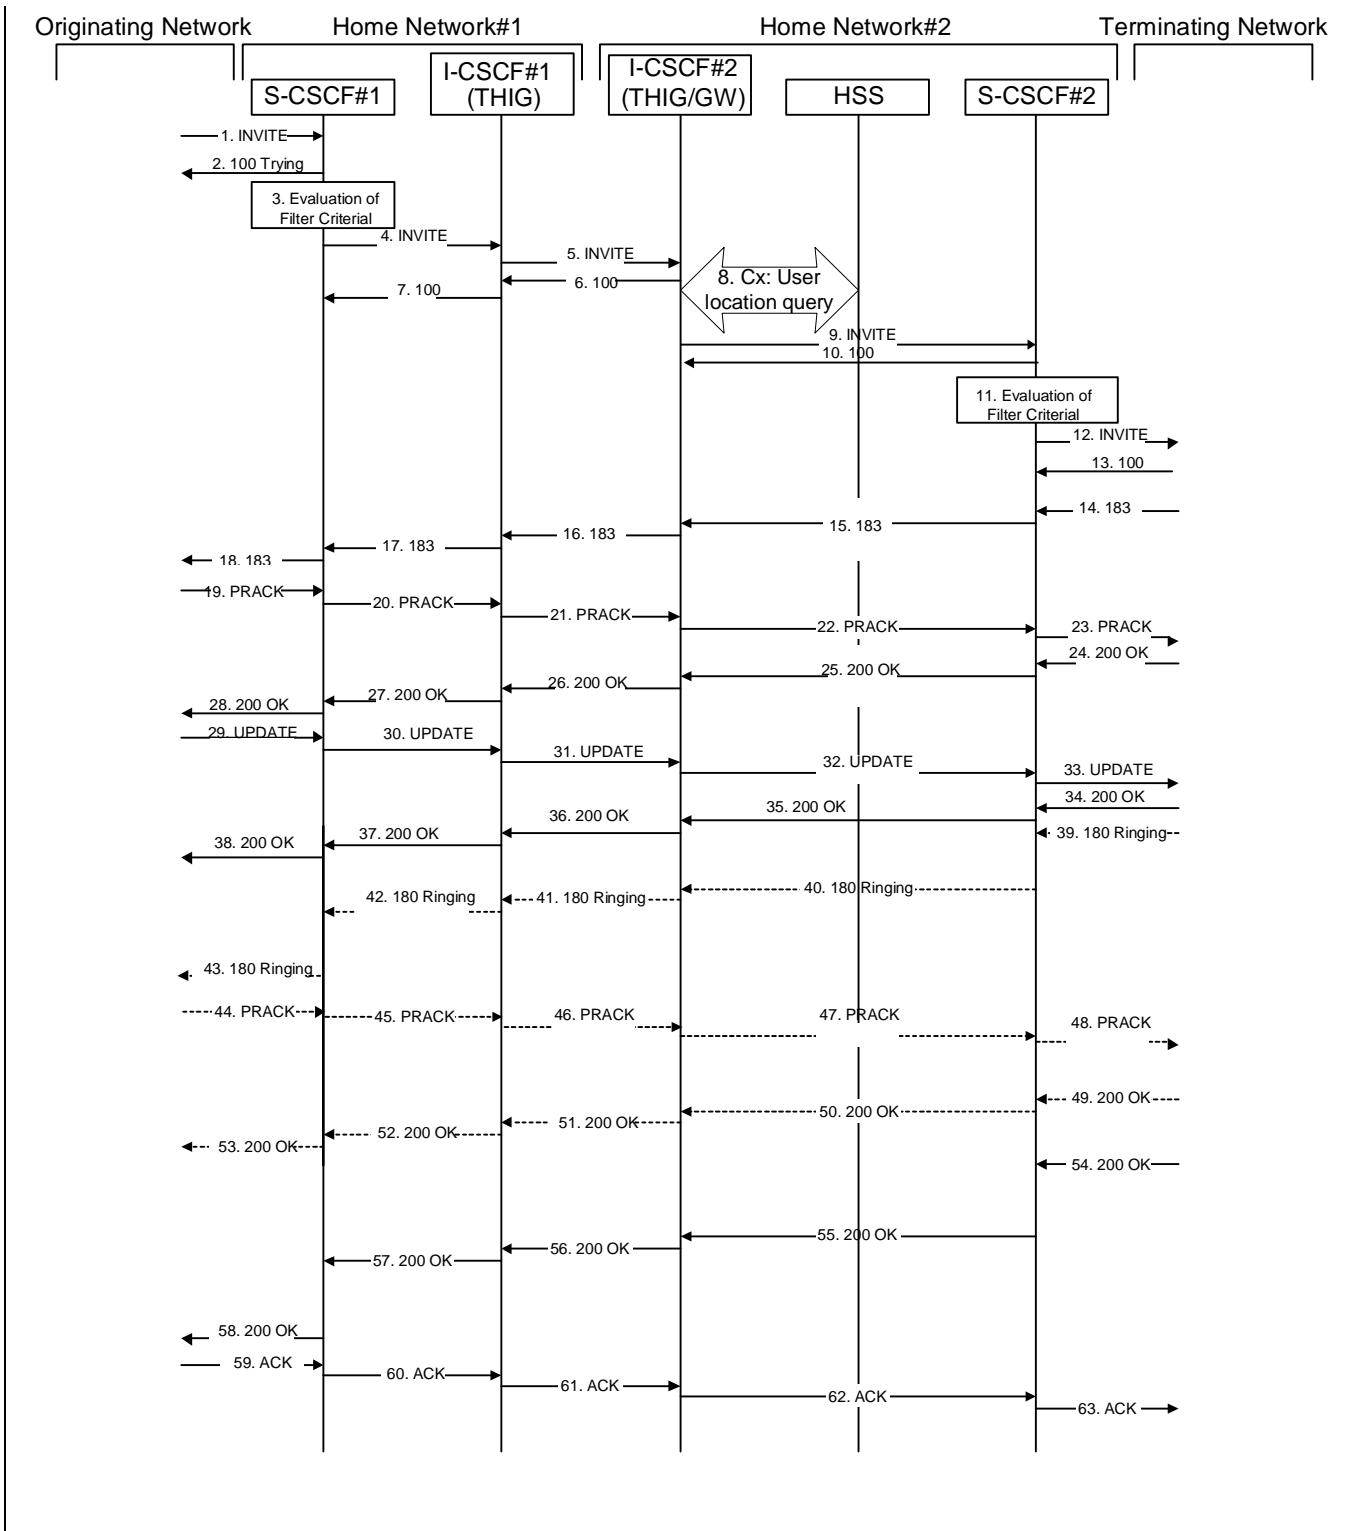 Originating Network
Home Network#1
Home Network#2
Terminating Network
S-CSCF#1
I-CSCF#1
(THIG)
I-CSCF#2
(THIG/GW)
HSS
S-CSCF#2
1. INVITE
2. 100 Trying
3. Evaluation of
Filter Criterial
4. INVITE
5. INVITE
6. 100
7. 100
8. Cx: User
location query
9. INVITE
10. 100
11. Evaluation of
Filter Criterial
12. INVITE
13. 100
14. 183
15. 183
16. 183
17. 183
18. 183
19. PRACK
20. PRACK
21. PRACK
22. PRACK
23. PRACK
24. 200 OK
25. 200 OK
26. 200 OK
27. 200 OK
28. 200 OK
29. UPDATE
30. UPDATE
31. UPDATE
32. UPDATE
33. UPDATE
34. 200 OK
35. 200 OK
36. 200 OK
37. 200 OK
38. 200 OK
39. 180 Ringing
40. 180 Ringing
41. 180 Ringing
42. 180 Ringing
43. 180 Ringing
44. PRACK
45. PRACK
46. PRACK
47. PRACK
48. PRACK
49. 200 OK
50. 200 OK
51. 200 OK
52. 200 OK
53. 200 OK
54. 200 OK
55. 200 OK
56. 200 OK
57. 200 OK
58. 200 OK
59. ACK
60. ACK
61. ACK
62. ACK
63. ACK